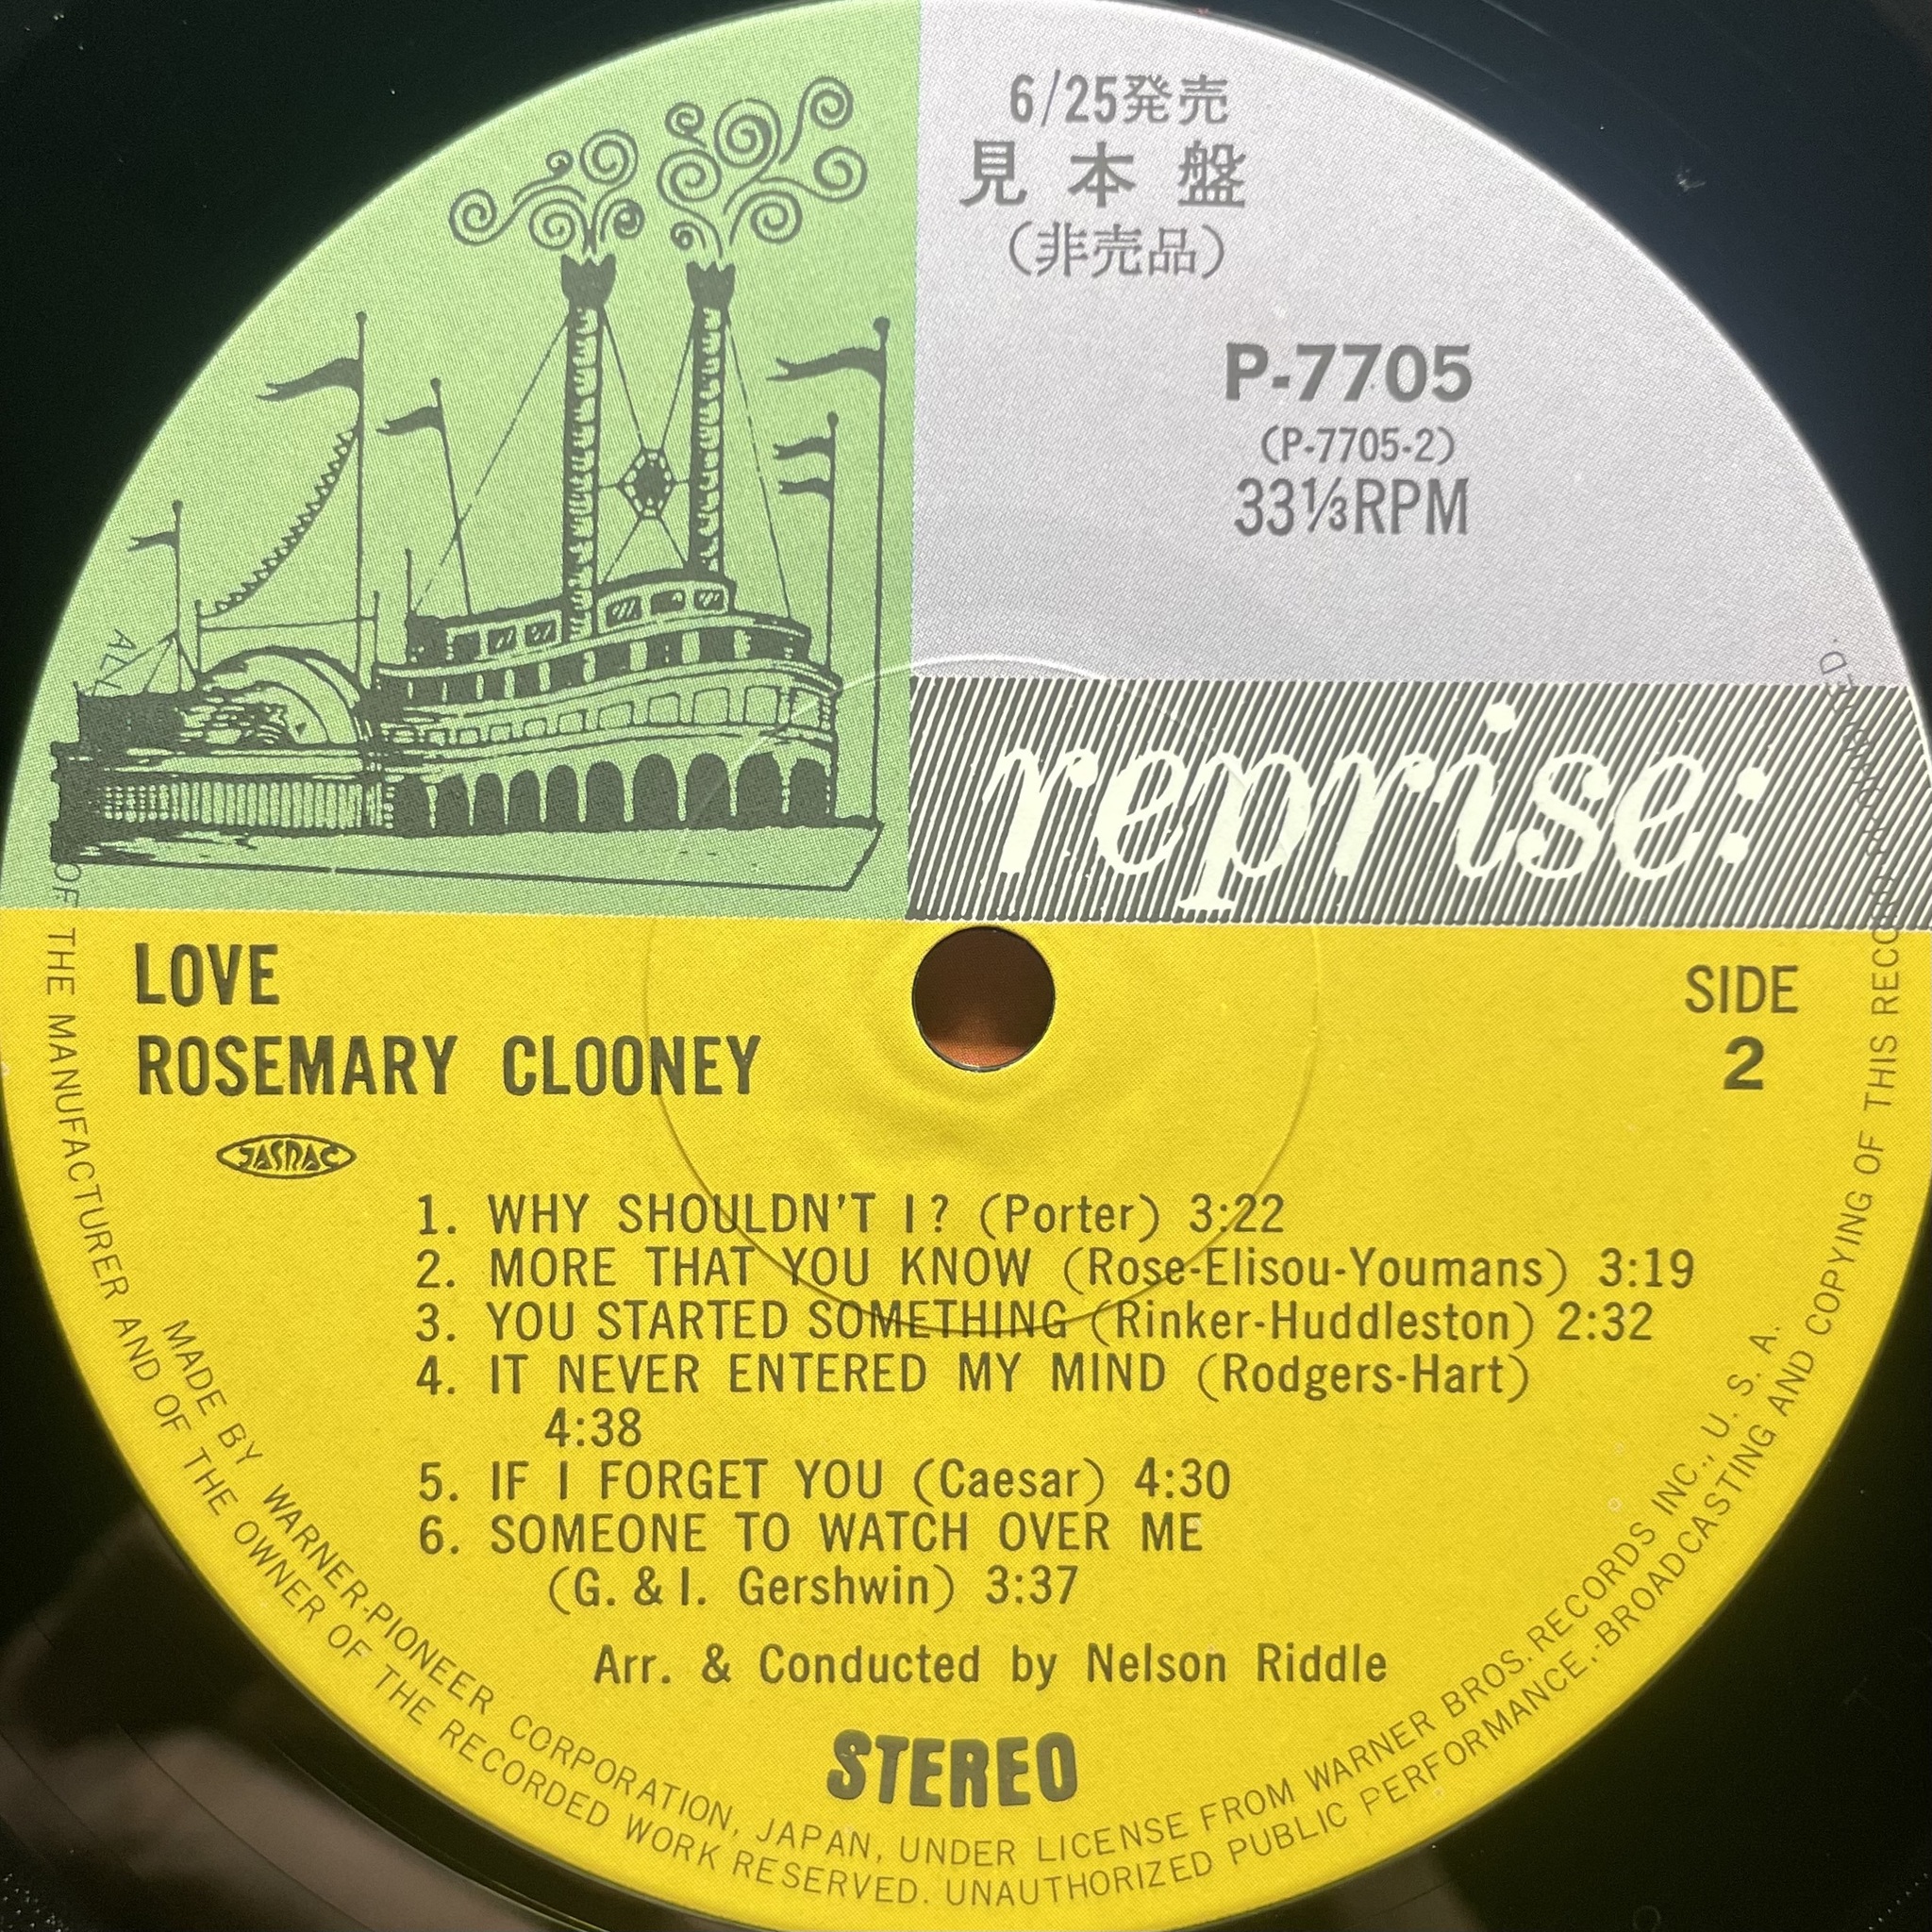 6/25発売
見本盤
(非売品)
P-7705
(P-7705-2)
33⅓RPM
reprise:
LOVE
ROSEMARY CLOONEY
SIDE
2
JASRAC
1. WHY SHOULDN'T I? (Porter) 3:22
2. MORE THAT YOU KNOW (Rose-Elisou-Youmans) 3:19
3. YOU STARTED SOMETHING (Rinker-Huddleston) 2:32
4. IT NEVER ENTERED MY MIND (Rodgers-Hart)
4:38
5. IF I FORGET YOU (Caesar) 4:30
6. SOMEONE TO WATCH OVER ME
(G. & I. Gershwin) 3:37
Arr. & Conducted by Nelson Riddle
STEREO
MADE BY WARNER-PIONEER CORPORATION, JAPAN, UNDER LICENSE FROM WARNER BROS. RECORDS INC., U. S. A.
OF THE MANUFACTURER AND OF THE OWNER OF THE RECORDED WORK RESERVED. UNAUTHORIZED PUBLIC PERFORMANCE, BROADCASTING AND COPYING OF THIS RECORD